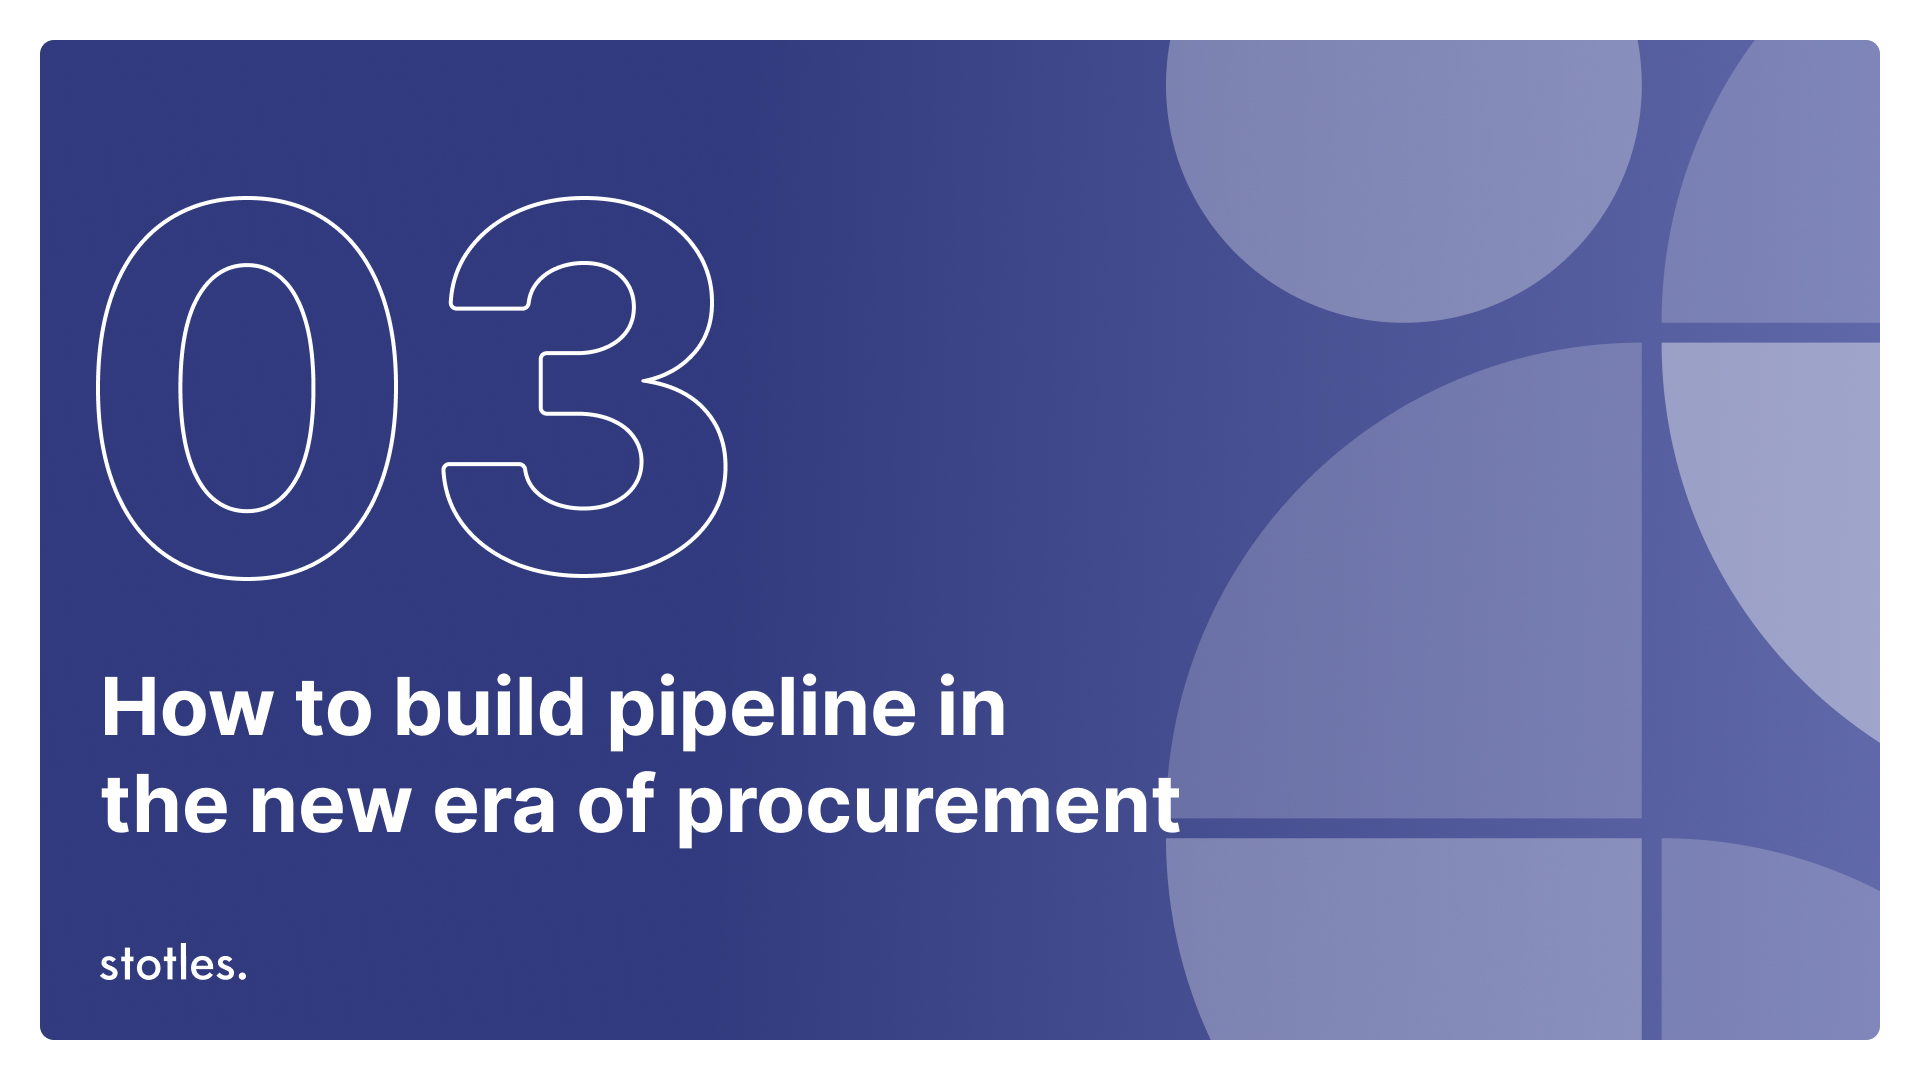 03
How to build pipeline in
the new era of procurement
stotles.